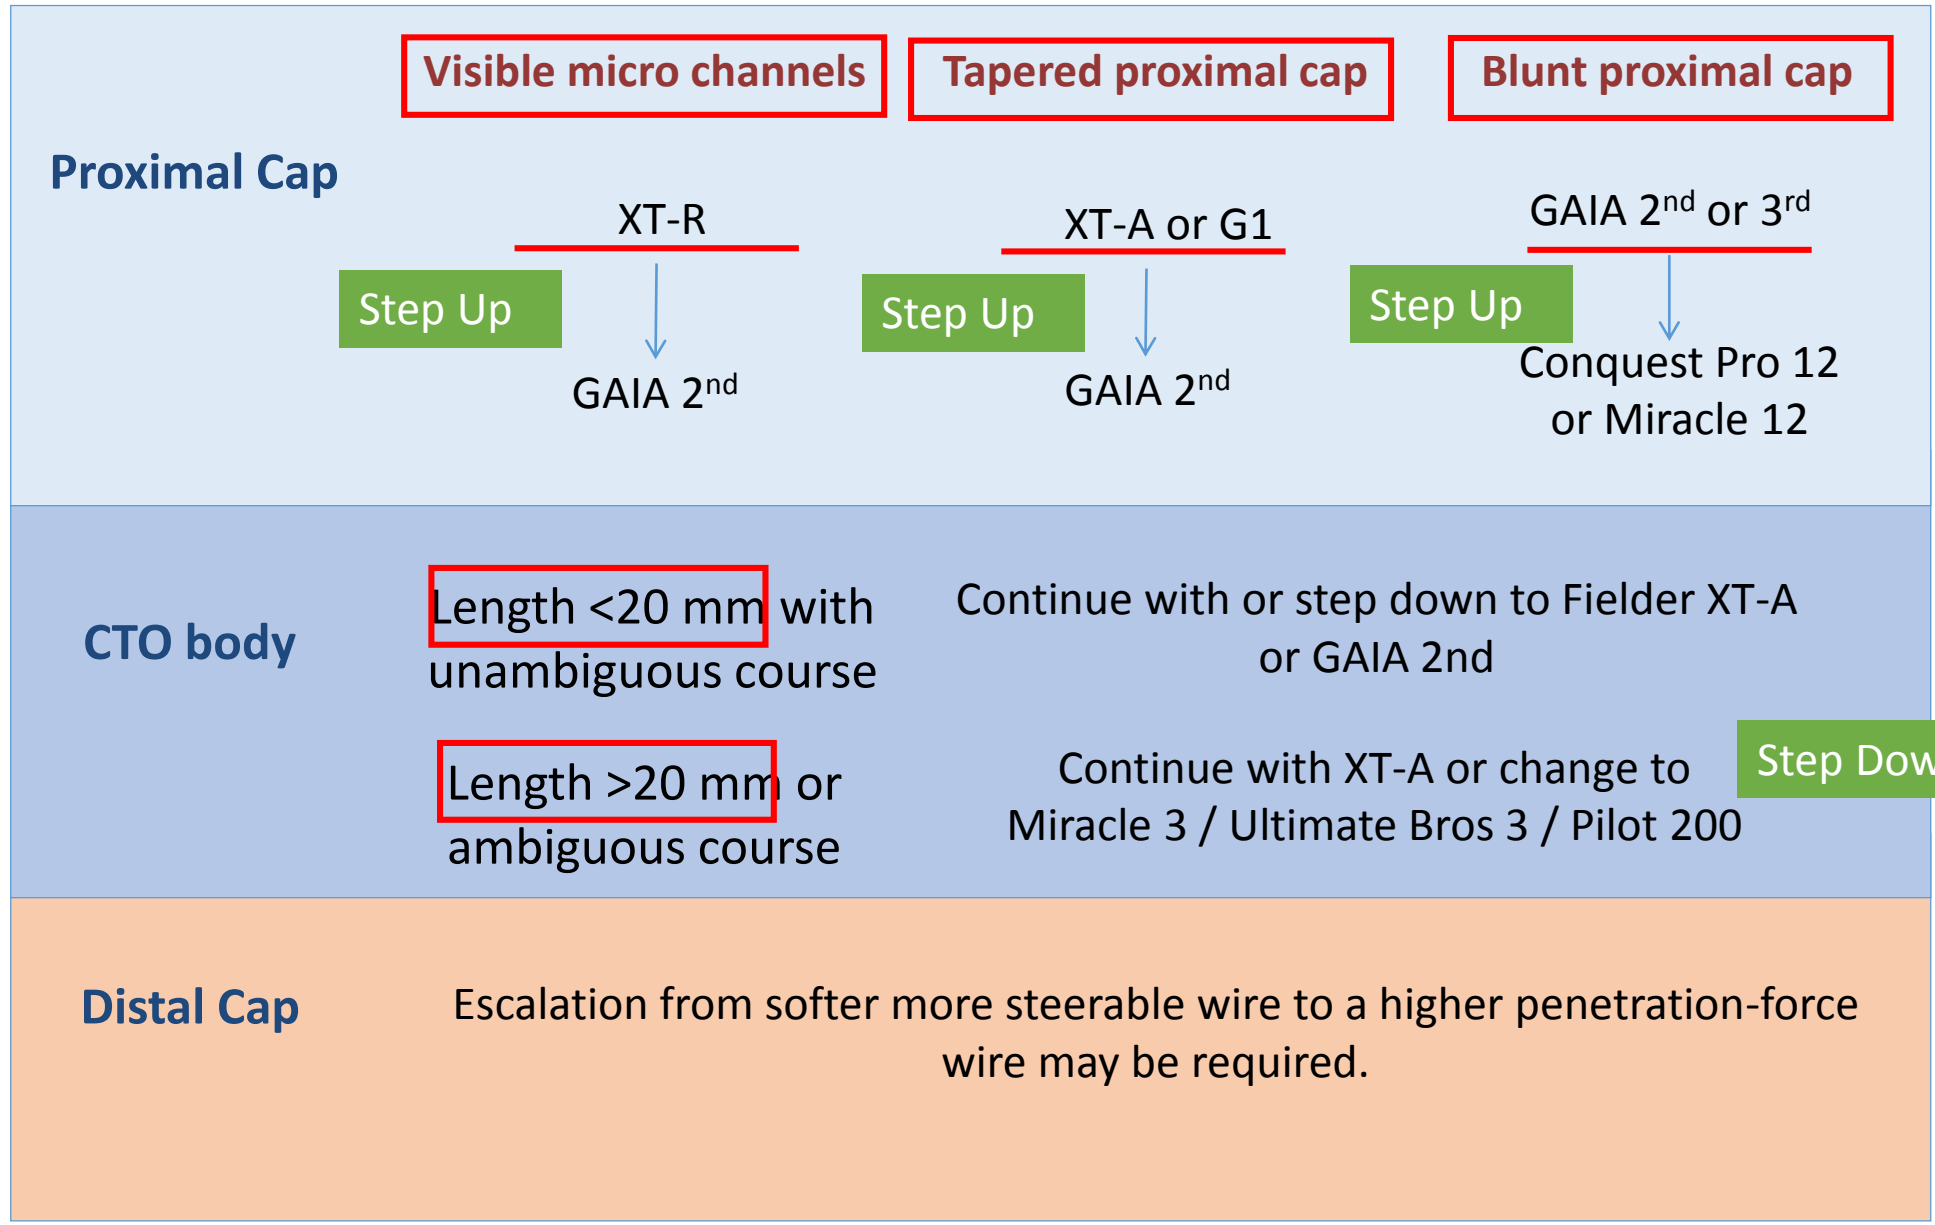 Visible micro channels
Tapered proximal cap
Blunt proximal cap
Proximal Cap
XT-R
XT-A or G1
GAIA 2nd or 3rd
Step Up
Step Up
Step Up
GAIA 2nd
GAIA 2nd
Conquest Pro 12
or Miracle 12
CTO body
Length <20 mm with
unambiguous course
Continue with or step down to Fielder XT-A
or GAIA 2nd
Length >20 mm or
ambiguous course
Continue with XT-A or change to
Miracle 3 / Ultimate Bros 3 / Pilot 200
Step Dow
Distal Cap
Escalation from softer more steerable wire to a higher penetration-force
wire may be required.